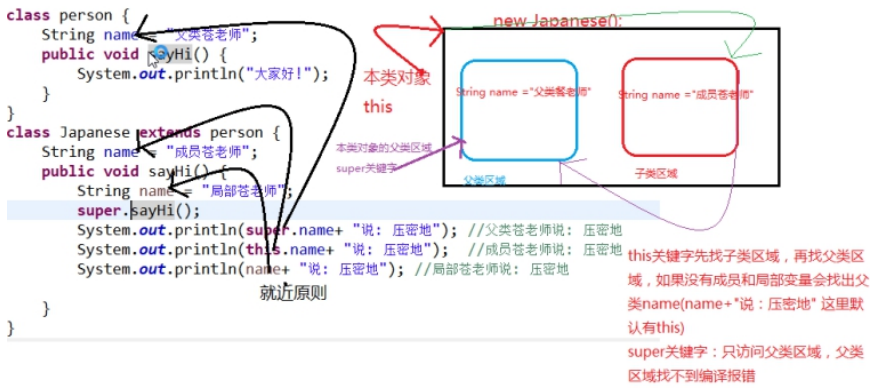 class person {
String name = "父类苍老师";
public void sayHi() {
System.out.println("大家好!");
}
}
class Japanese extends person {
String name = "成员苍老师";
public void sayHi() {
String name = "局部苍老师";
super.sayHi();
System.out.println(super.name+ "说: 压密地"); //父类苍老师说: 压密地
System.out.println(this.name+ "说: 压密地"); //成员苍老师说: 压密地
System.out.println(name+ "说: 压密地"); //局部苍老师说: 压密地
就近原则
}
}
new Japanese();
本类对象
this
String name ="父类苍老师"
String name ="成员苍老师"
本类对象的父类区域
super关键字
父类区域
子类区域
this关键字先找子类区域，再找父类区
域，如果没有成员和局部变量会找出父
类name(name+"说：压密地" 这里默
认有this)
super关键字：只访问父类区域，父类
区域找不到编译报错